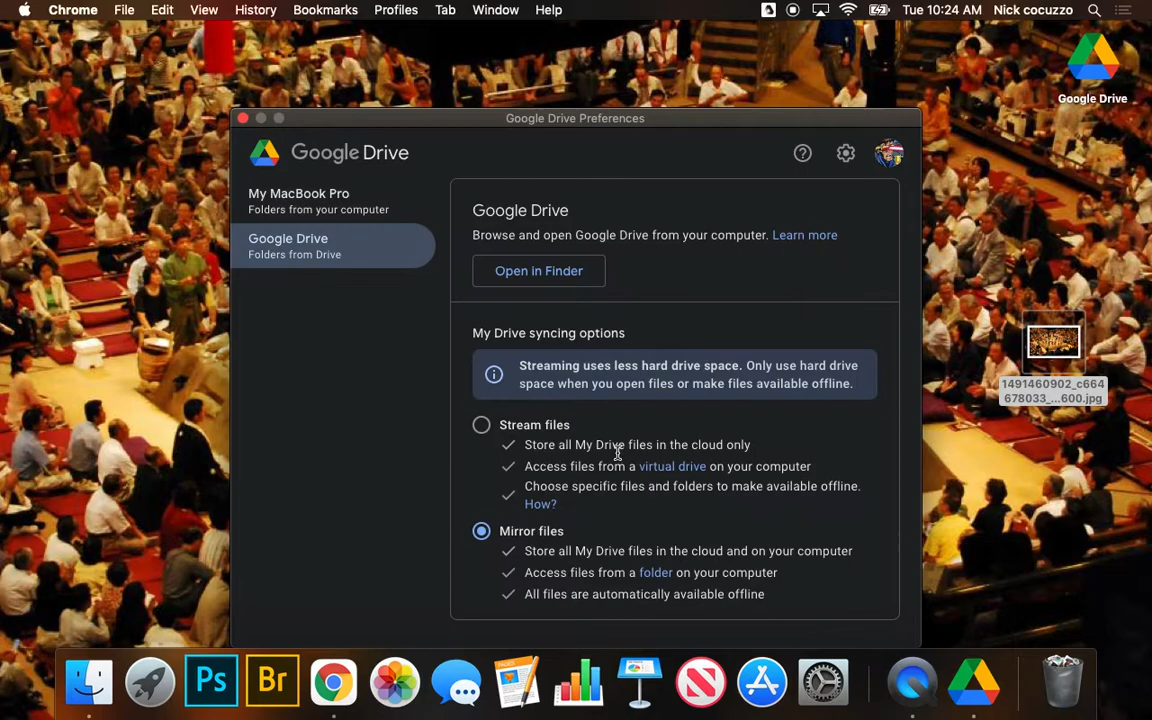 Chrome File Edit View History Bookmarks Profiles Tab Window Help Tue 10:24 AM Nick cocuzzo
Google Drive
Google Drive Preferences
Google Drive
My MacBook Pro
Folders from your computer
Google Drive
Folders from Drive
Google Drive
Browse and open Google Drive from your computer. Learn more
Open in Finder
My Drive syncing options
Streaming uses less hard drive space. Only use hard drive
space when you open files or make files available offline.
Stream files
Store all My Drive files in the cloud only
Access files from a virtual drive on your computer
Choose specific files and folders to make available offline.
How?
Mirror files
Store all My Drive files in the cloud and on your computer
Access files from a folder on your computer
All files are automatically available offline
1491460902_c664
678033_...600.jpg
Ps
Br